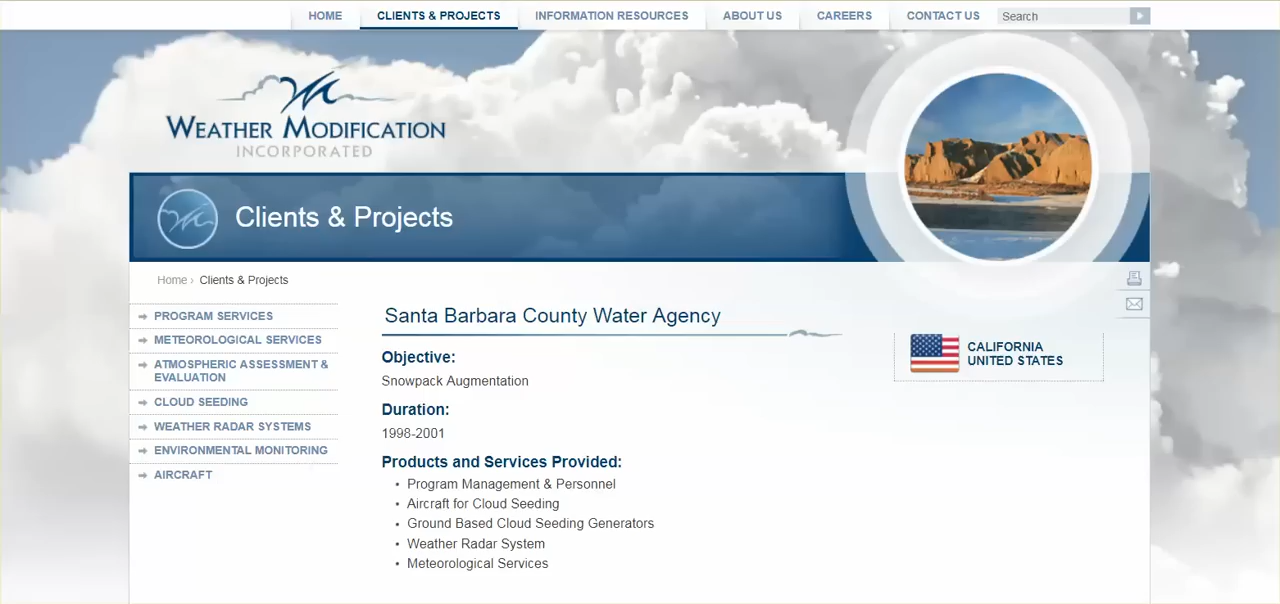 HOME CLIENTS & PROJECTS INFORMATION RESOURCES ABOUT US CAREERS CONTACT US Search
WEATHER MODIFICATION
INCORPORATED
Clients & Projects
Home › Clients & Projects
PROGRAM SERVICES
METEOROLOGICAL SERVICES
ATMOSPHERIC ASSESSMENT &
EVALUATION
CLOUD SEEDING
WEATHER RADAR SYSTEMS
ENVIRONMENTAL MONITORING
AIRCRAFT
Santa Barbara County Water Agency
Objective:
Snowpack Augmentation
Duration:
1998-2001
Products and Services Provided:
• Program Management & Personnel
• Aircraft for Cloud Seeding
• Ground Based Cloud Seeding Generators
• Weather Radar System
• Meteorological Services
CALIFORNIA
UNITED STATES